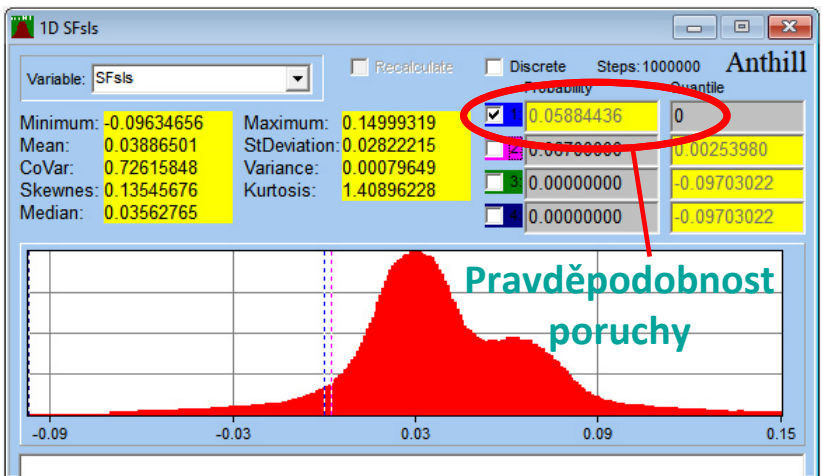 1D SFsls
Variable: SFsls
Recalculate
Discrete Steps: 1000000 Anthill
Probability Quantile
Minimum: -0.09634656 Maximum: 0.14999319
Mean: 0.03886501 StDeviation: 0.02822215
CoVar: 0.72615848 Variance: 0.00079649
Skewnes: 0.13545676 Kurtosis: 1.40896228
Median: 0.03562765
1: 0.05884436 0
2: 0.06700000 0.00253980
3: 0.00000000 -0.09703022
4: 0.00000000 -0.09703022
Pravděpodobnost
poruchy
-0.09 -0.03 0.03 0.09 0.15